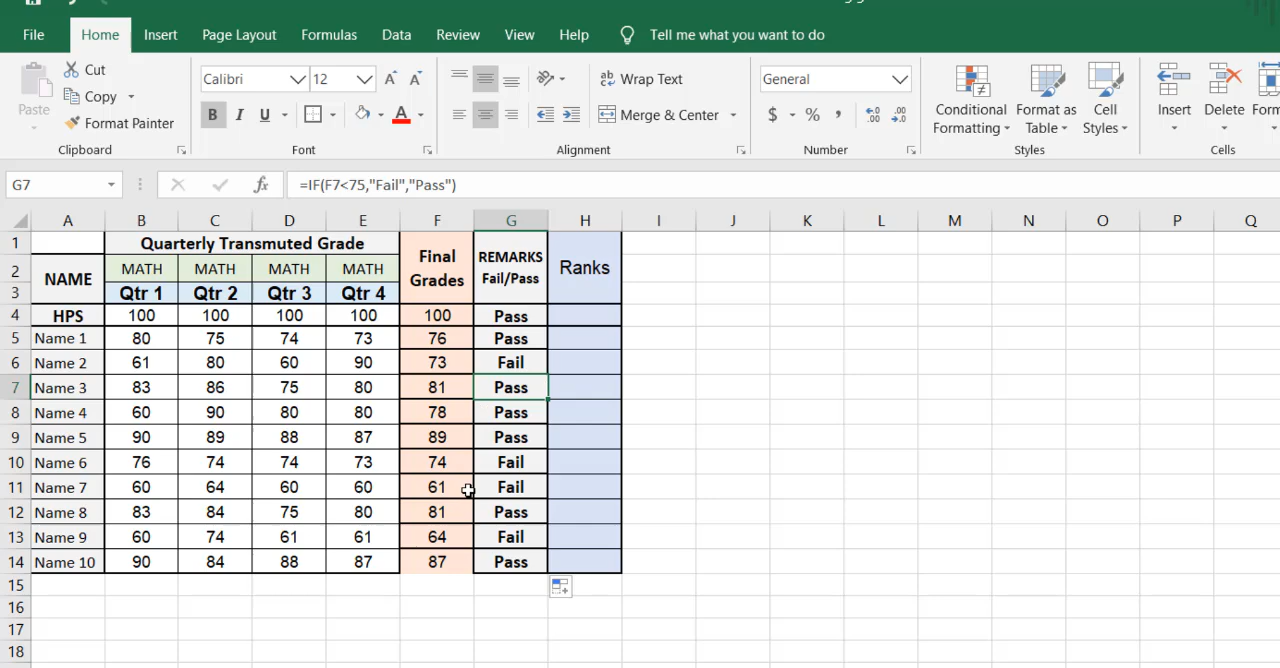 File Home Insert Page Layout Formulas Data Review View Help Tell me what you want to do
Paste Cut Copy Format Painter Clipboard
Calibri 12 A A B I U A Font
Wrap Text Merge & Center Alignment
General $ % , .00 Number
Conditional Formatting Format as Table Cell Styles Styles
Insert Delete Cells
G7 fx =IF(F7<75,"Fail","Pass")
A B C D E F G H I J K L M N O P Q
1 Quarterly Transmuted Grade Final Grades REMARKS Fail/Pass Ranks
2 NAME MATH MATH MATH MATH
3 Qtr 1 Qtr 2 Qtr 3 Qtr 4
4 HPS 100 100 100 100 100 Pass
5 Name 1 80 75 74 73 76 Pass
6 Name 2 61 80 60 90 73 Fail
7 Name 3 83 86 75 80 81 Pass
8 Name 4 60 90 80 80 78 Pass
9 Name 5 90 89 88 87 89 Pass
10 Name 6 76 74 74 73 74 Fail
11 Name 7 60 64 60 60 61 Fail
12 Name 8 83 84 75 80 81 Pass
13 Name 9 60 74 61 61 64 Fail
14 Name 10 90 84 88 87 87 Pass
15
16
17
18